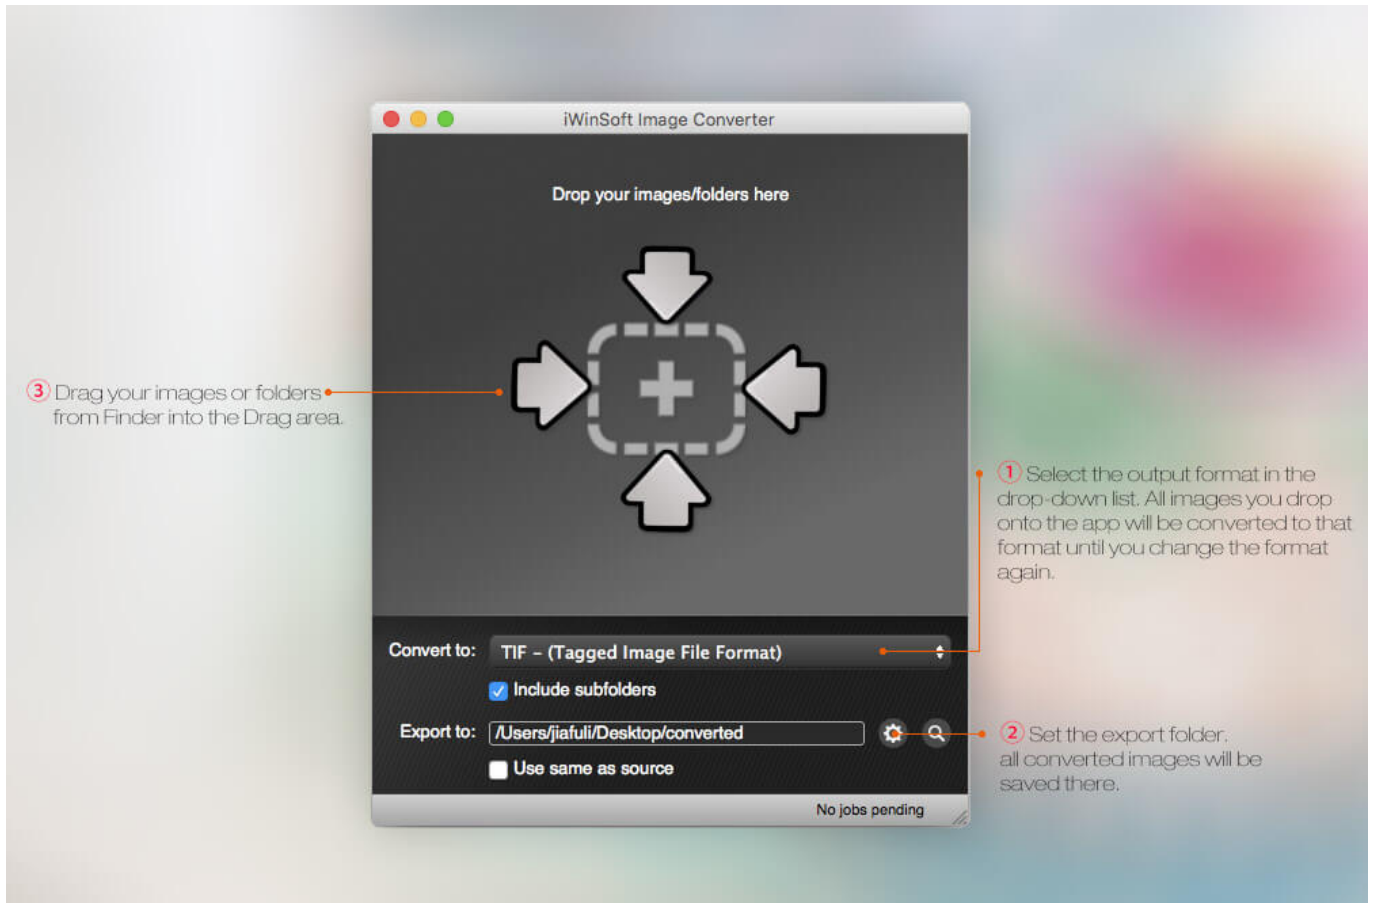 iWinSoft Image Converter
Drop your images/folders here
③ Drag your images or folders
from Finder into the Drag area.
① Select the output format in the
drop-down list. All images you drop
onto the app will be converted to that
format until you change the format
again.
Convert to: TIF – (Tagged Image File Format)
Include subfolders
Export to: /Users/jiafuli/Desktop/converted
Use same as source
② Set the export folder.
all converted images will be
saved there.
No jobs pending